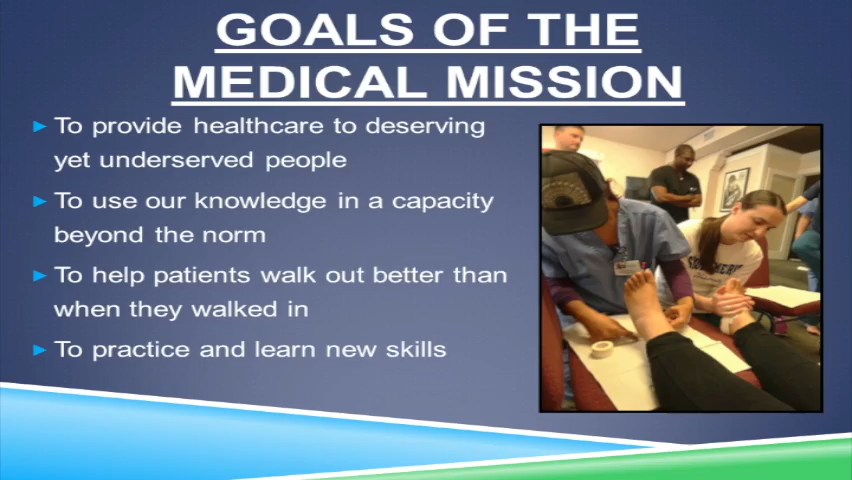 GOALS OF THE
MEDICAL MISSION
To provide healthcare to deserving
yet underserved people
To use our knowledge in a capacity
beyond the norm
To help patients walk out better than
when they walked in
To practice and learn new skills